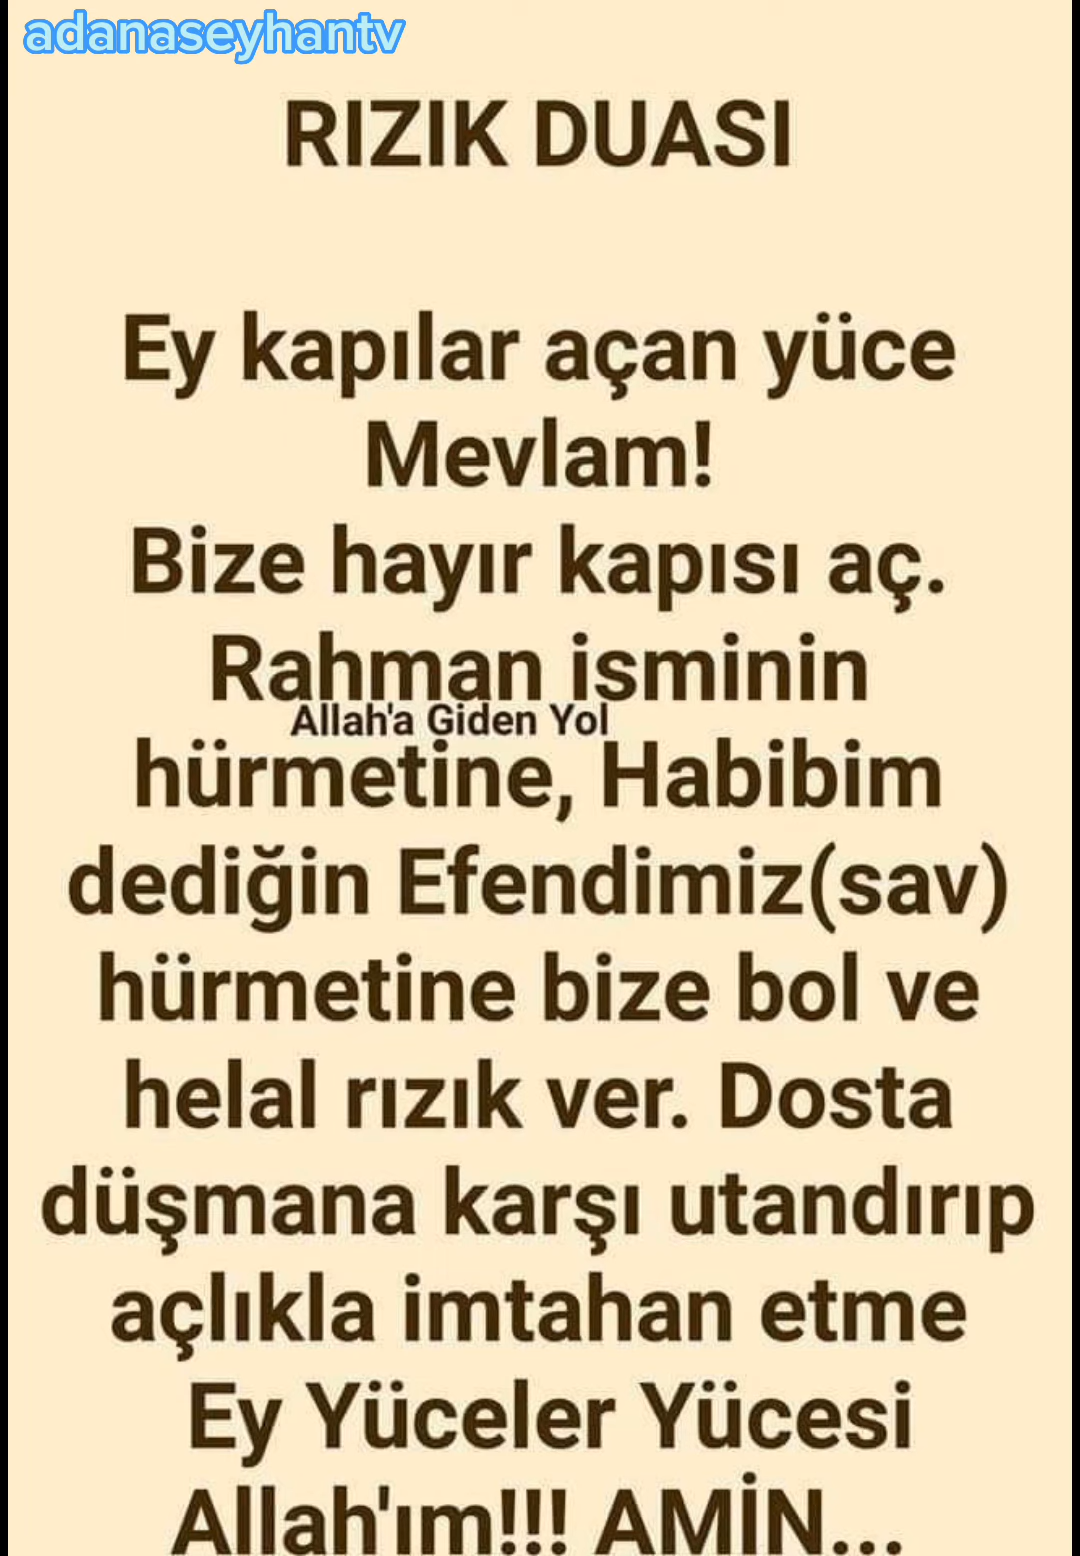 adanaseyhantv
RIZIK DUASI
Ey kapılar açan yüce
Mevlam!
Bize hayır kapısı aç.
Rahman isminin
Allah'a Giden Yol
hürmetine, Habibim
dediğin Efendimiz(sav)
hürmetine bize bol ve
helal rızık ver. Dosta
düşmana karşı utandırıp
açlıkla imtahan etme
Ey Yüceler Yücesi
Allah'ım!!! AMİN...